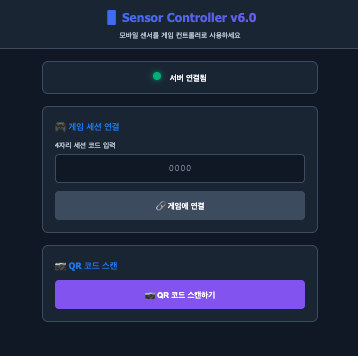 Sensor Controller v6.0
모바일 센서를 게임 컨트롤러로 사용하세요
서버 연결됨
게임 세션 연결
4자리 세션 코드 입력
0000
게임에 연결
QR 코드 스캔
QR 코드 스캔하기